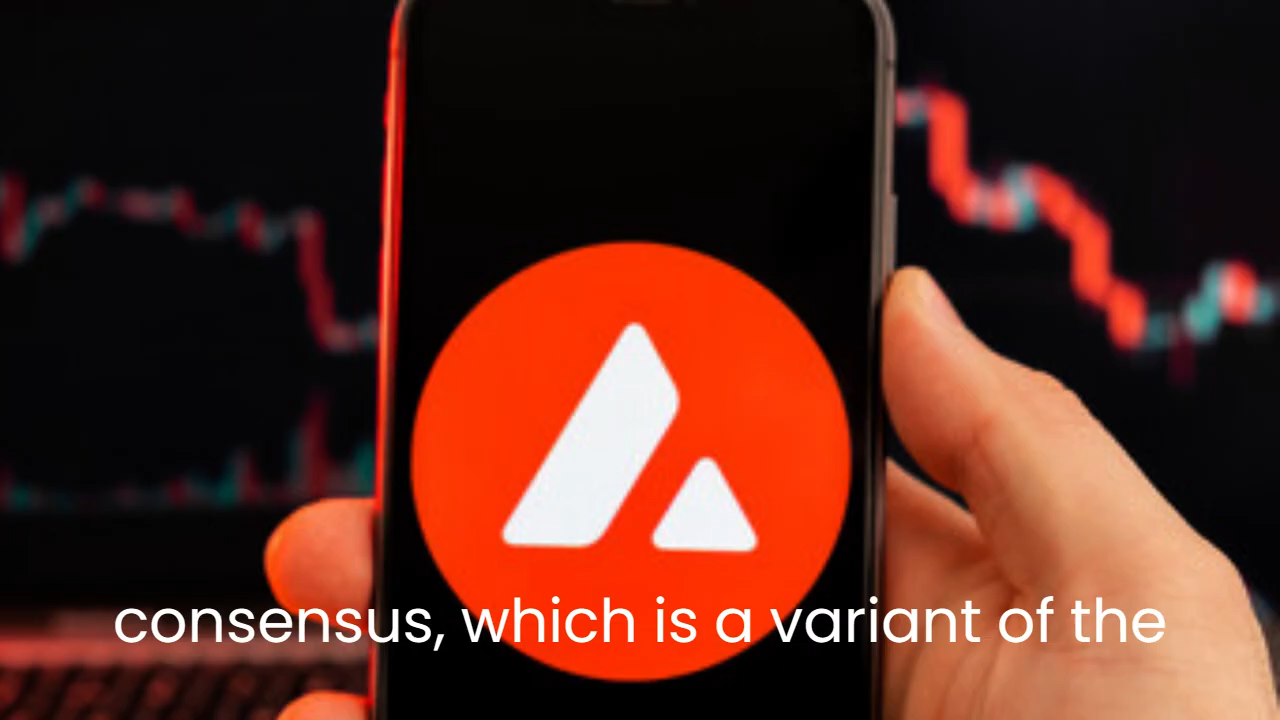 consensus, which is a variant of the